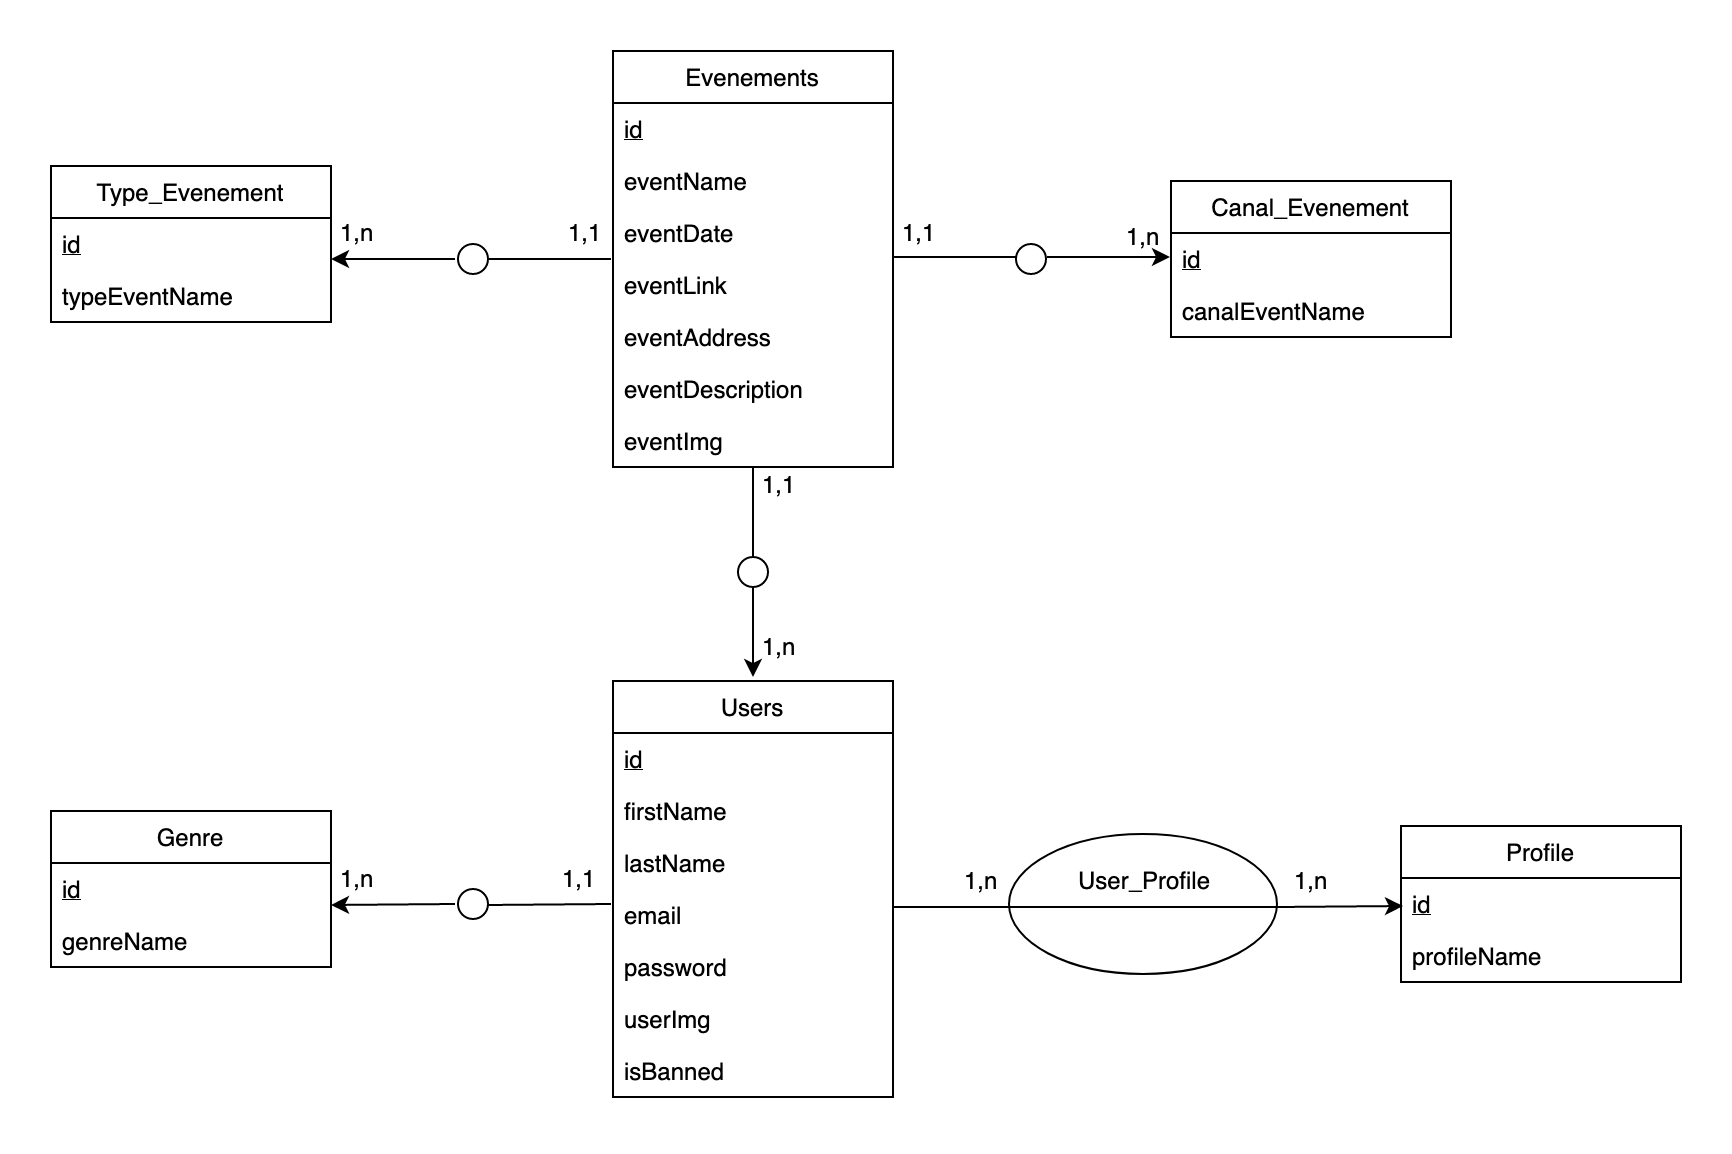 Evenements
id
eventName
eventDate
eventLink
eventAddress
eventDescription
eventImg
Type_Evenement
id
typeEventName
1,n
1,1
1,1
1,n
Canal_Evenement
id
canalEventName
1,1
1,n
Users
id
firstName
lastName
email
password
userImg
isBanned
Genre
id
genreName
1,n
1,1
1,n
User_Profile
1,n
Profile
id
profileName